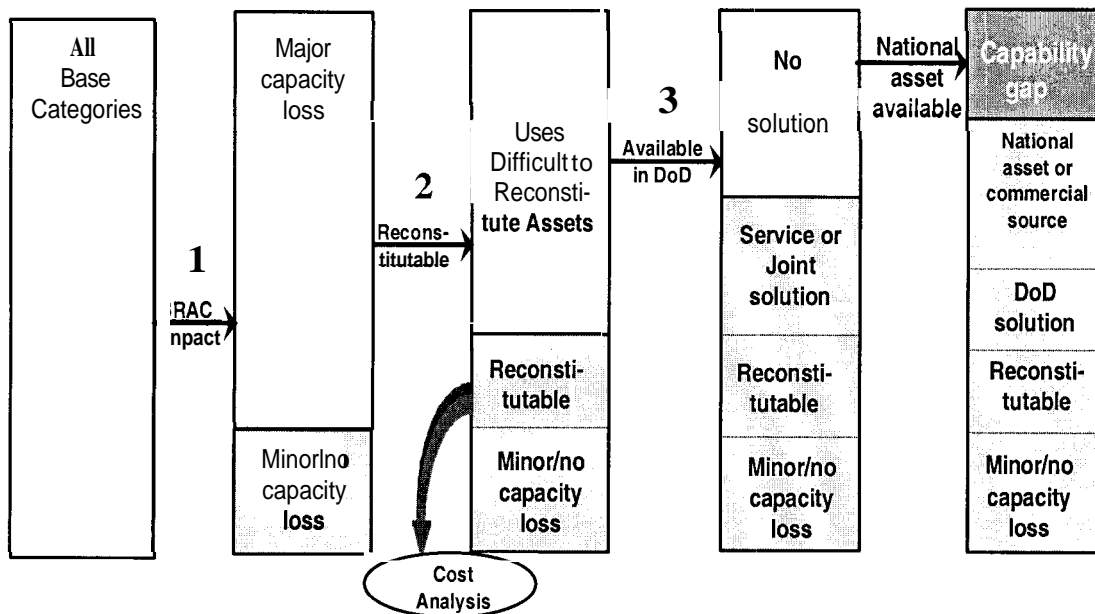 All
Base
Categories
1
3RAC
npact
Major
capacity
loss
Minorlno
capacity
loss
2
Recons-
titutable
Uses
Difficult to
Reconsti-
tute Assets
Reconsti-
tutable
Minor/no
capacity
loss
Cost
Analysis
3
Available
in DoD
No
solution
Service or
Joint
solution
Reconsti-
tutable
Minor/no
capacity
loss
National
asset
available
Capability
gap
National
asset or
commercial
source
DoD
solution
Reconsti-
tutable
Minor/no
capacity
loss